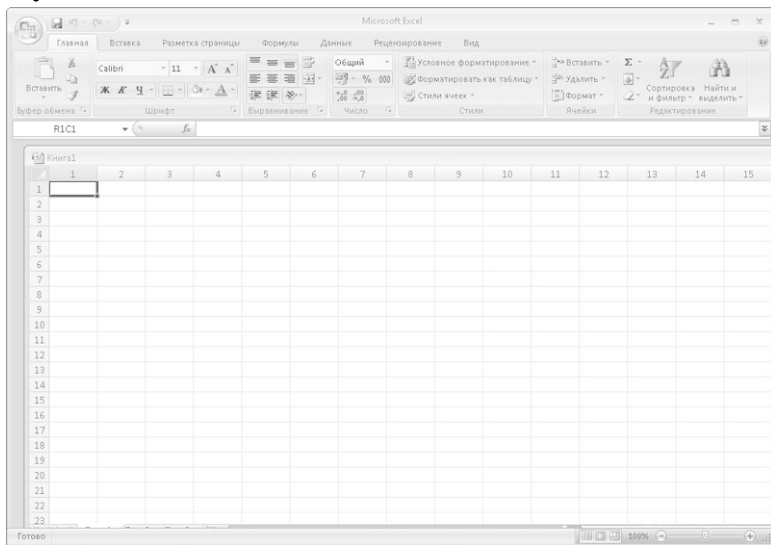 Microsoft Excel
Главная Вставка Разметка страницы Формулы Данные Рецензирование Вид
Вставить
Calibri 11 A A
Ж К Ч A
Общий
% 000
,0 ,00 ,00 ,0
Условное форматирование
Форматировать как таблицу
Стили ячеек
Вставить
Удалить
Формат
Σ
Сортировка и фильтр
Найти и выделить
Буфер обмена Шрифт Выравнивание Число Стили Ячейки Редактирование
R1C1 fx
Книга1
1 2 3 4 5 6 7 8 9 10 11 12 13 14 15
1
2
3
4
5
6
7
8
9
10
11
12
13
14
15
16
17
18
19
20
21
22
23
Готово 100%